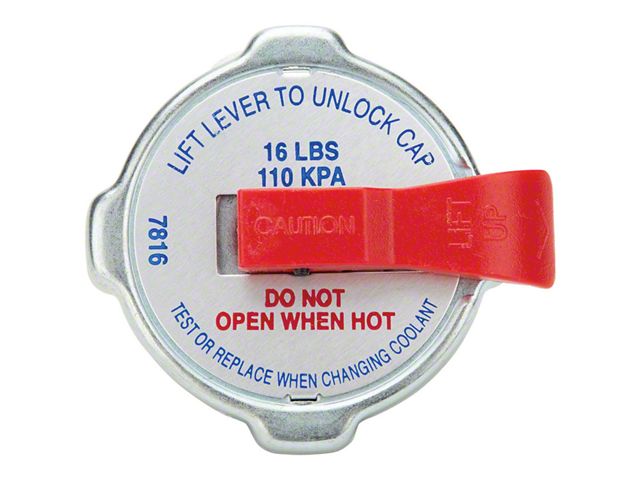 LIFT LEVER TO UNLOCK CAP
16 LBS
110 KPA
7816
CAUTION
LIFT
UP
DO NOT
OPEN WHEN HOT
TEST OR REPLACE WHEN CHANGING COOLANT